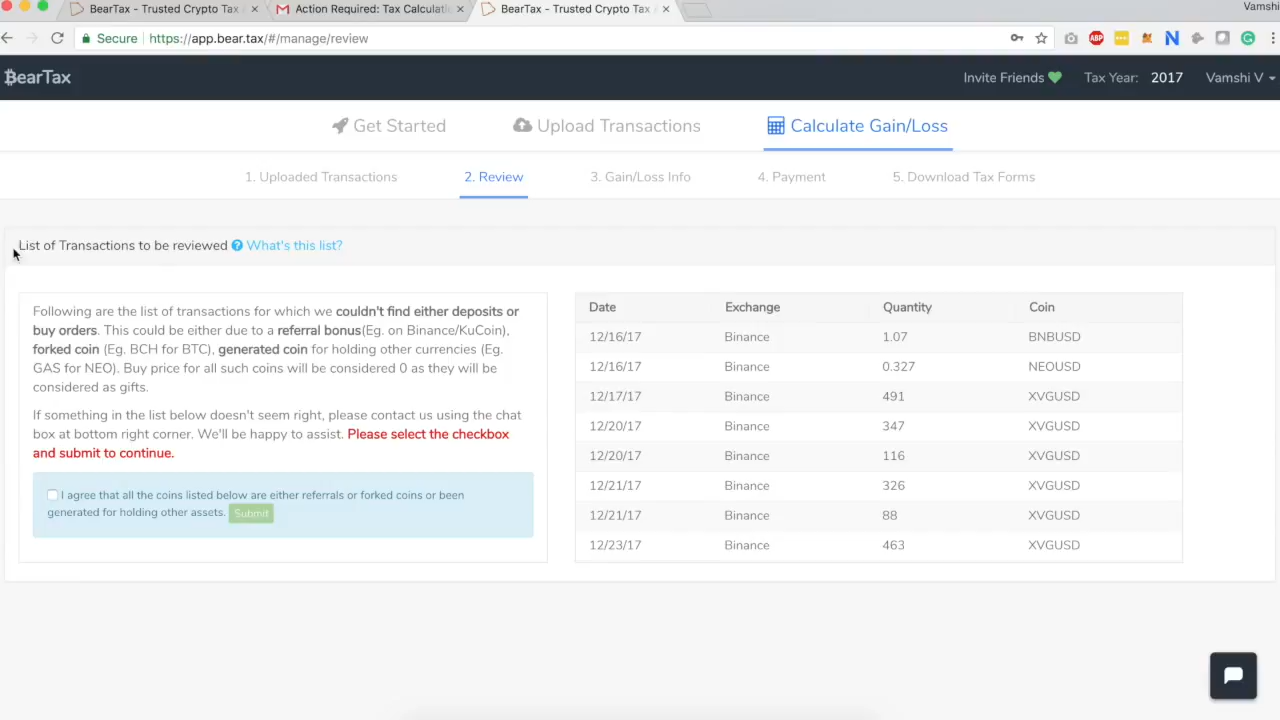 BearTax - Trusted Crypto Tax
Action Required: Tax Calculati
BearTax - Trusted Crypto Tax
Vamshi
Secure
https://app.bear.tax/#/manage/review
ABP
N
BearTax
Invite Friends
Tax Year: 2017
Vamshi V
Get Started
Upload Transactions
Calculate Gain/Loss
1. Uploaded Transactions
2. Review
3. Gain/Loss Info
4. Payment
5. Download Tax Forms
List of Transactions to be reviewed ? What's this list?
Following are the list of transactions for which we couldn't find either deposits or
buy orders. This could be either due to a referral bonus(Eg. on Binance/KuCoin),
forked coin (Eg. BCH for BTC), generated coin for holding other currencies (Eg.
GAS for NEO). Buy price for all such coins will be considered 0 as they will be
considered as gifts.
If something in the list below doesn't seem right, please contact us using the chat
box at bottom right corner. We'll be happy to assist. Please select the checkbox
and submit to continue.
I agree that all the coins listed below are either referrals or forked coins or been
generated for holding other assets. Submit
Date Exchange Quantity Coin
12/16/17 Binance 1.07 BNBUSD
12/16/17 Binance 0.327 NEOUSD
12/17/17 Binance 491 XVGUSD
12/20/17 Binance 347 XVGUSD
12/20/17 Binance 116 XVGUSD
12/21/17 Binance 326 XVGUSD
12/21/17 Binance 88 XVGUSD
12/23/17 Binance 463 XVGUSD